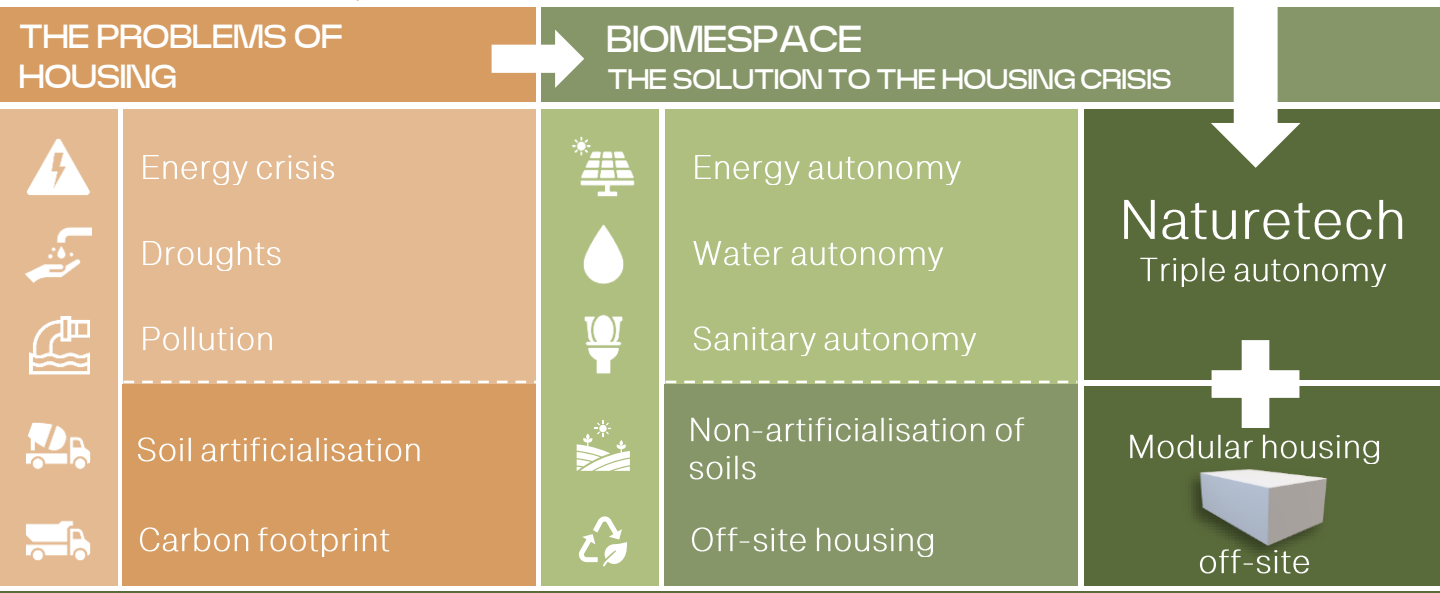 THE PROBLEMS OF
HOUSING
BIOMESPACE
THE SOLUTION TO THE HOUSING CRISIS
Energy crisis
Droughts
Pollution
Soil artificialisation
Carbon footprint
Energy autonomy
Water autonomy
Sanitary autonomy
Non-artificialisation of
soils
Off-site housing
Naturetech
Triple autonomy
Modular housing
off-site